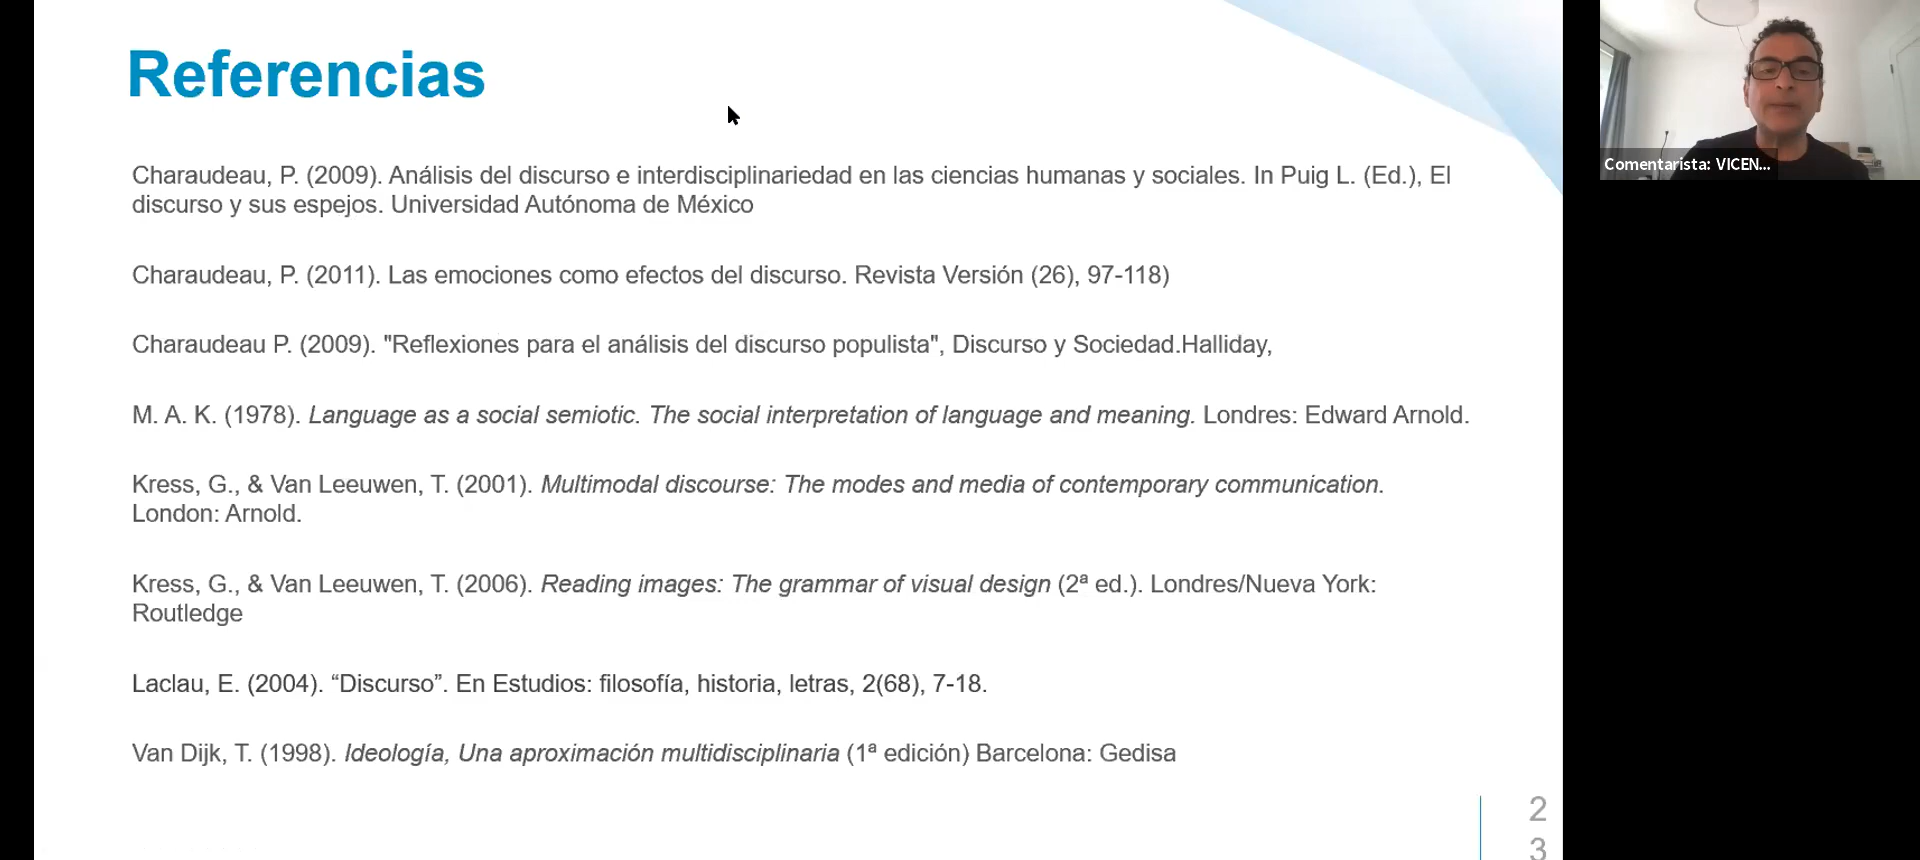 Referencias
Charaudeau, P. (2009). Análisis del discurso e interdisciplinariedad en las ciencias humanas y sociales. In Puig L. (Ed.), El
discurso y sus espejos. Universidad Autónoma de México
Charaudeau, P. (2011). Las emociones como efectos del discurso. Revista Versión (26), 97-118)
Charaudeau P. (2009). "Reflexiones para el análisis del discurso populista", Discurso y Sociedad.Halliday,
M. A. K. (1978). Language as a social semiotic. The social interpretation of language and meaning. Londres: Edward Arnold.
Kress, G., & Van Leeuwen, T. (2001). Multimodal discourse: The modes and media of contemporary communication.
London: Arnold.
Kress, G., & Van Leeuwen, T. (2006). Reading images: The grammar of visual design (2ª ed.). Londres/Nueva York:
Routledge
Laclau, E. (2004). “Discurso”. En Estudios: filosofía, historia, letras, 2(68), 7-18.
Van Dijk, T. (1998). Ideología, Una aproximación multidisciplinaria (1ª edición) Barcelona: Gedisa
2
3
Comentarista: VICEN...